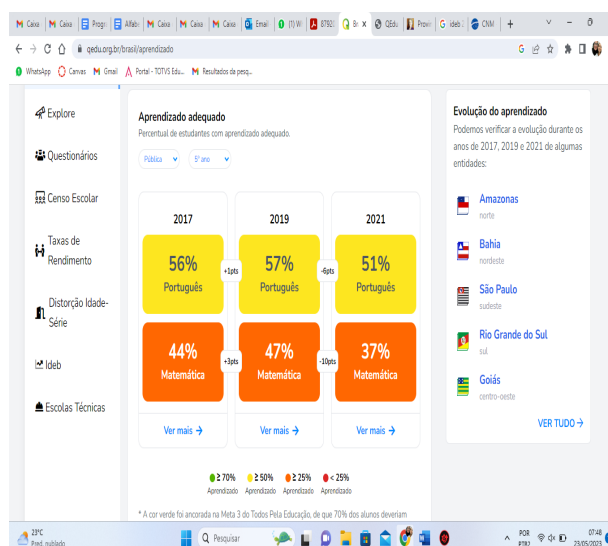 Caixa
Caixa
Progr
Alfab
Caixa
Caixa
Caixa
Email
(1) W
8792
Br
Provir
ideb
CNM
qedu.org.br/brasil/aprendizado
WhatsApp
Canvas
Gmail
Portal - TOTVS Edu...
Resultados da pesq...
Explore
Questionários
Censo Escolar
Taxas de
Rendimento
Distorção Idade-
Série
Ideb
Escolas Técnicas
Aprendizado adequado
Percentual de estudantes com aprendizado adequado.
Pública
5º ano
2017
2019
2021
56%
Português
+1pts
57%
Português
-6pts
51%
Português
44%
Matemática
+3pts
47%
Matemática
-10pts
37%
Matemática
Ver mais →
Ver mais →
Ver mais →
≥ 70%
≥ 50%
≥ 25%
< 25%
Aprendizado
Aprendizado
Aprendizado
Aprendizado
* A cor verde foi ancorada na Meta 3 do Todos Pela Educação, de que 70% dos alunos deveriam
Evolução do aprendizado
Podemos verificar a evolução durante os
anos de 2017, 2019 e 2021 de algumas
entidades:
Amazonas
norte
Bahia
nordeste
São Paulo
sudeste
Rio Grande do Sul
sul
Goiás
centro-oeste
VER TUDO →
23°C
Pred. nublado
Pesquisar
POR
PTB2
07:48
23/05/2023